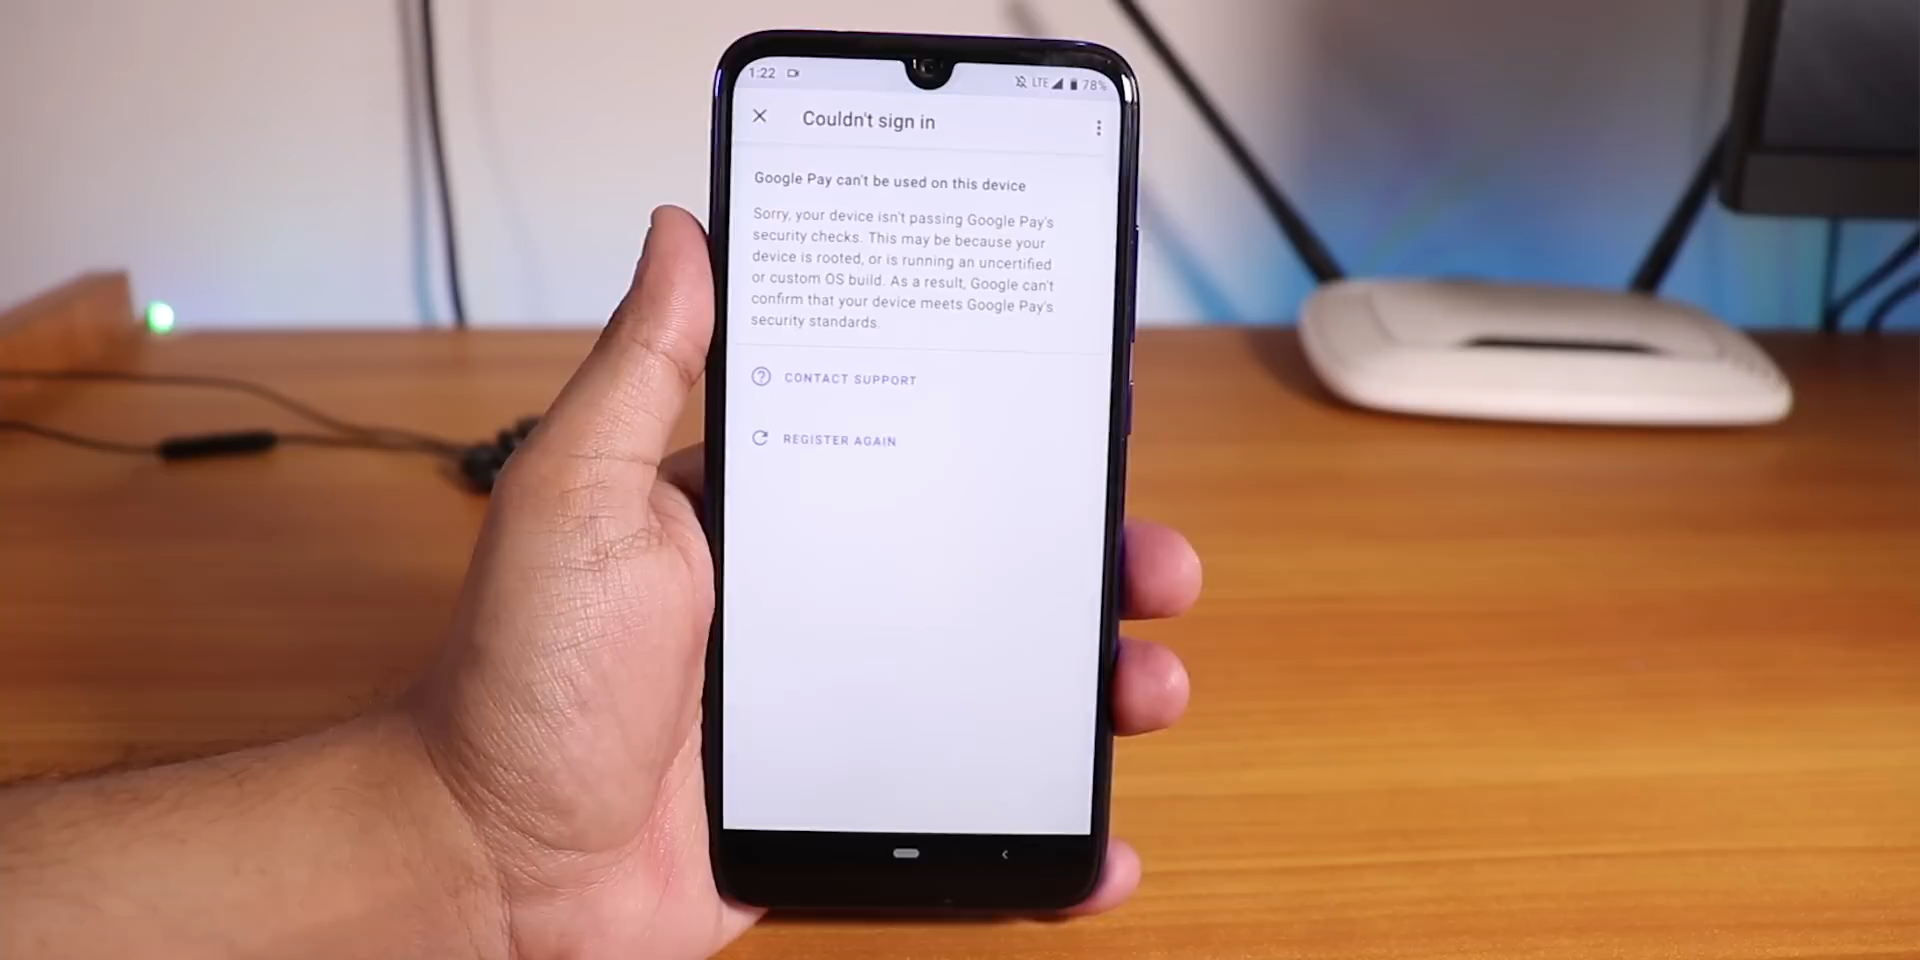 1:22 LTE 78%
Couldn't sign in
Google Pay can't be used on this device
Sorry, your device isn't passing Google Pay's
security checks. This may be because your
device is rooted, or is running an uncertified
or custom OS build. As a result, Google can't
confirm that your device meets Google Pay's
security standards.
CONTACT SUPPORT
REGISTER AGAIN